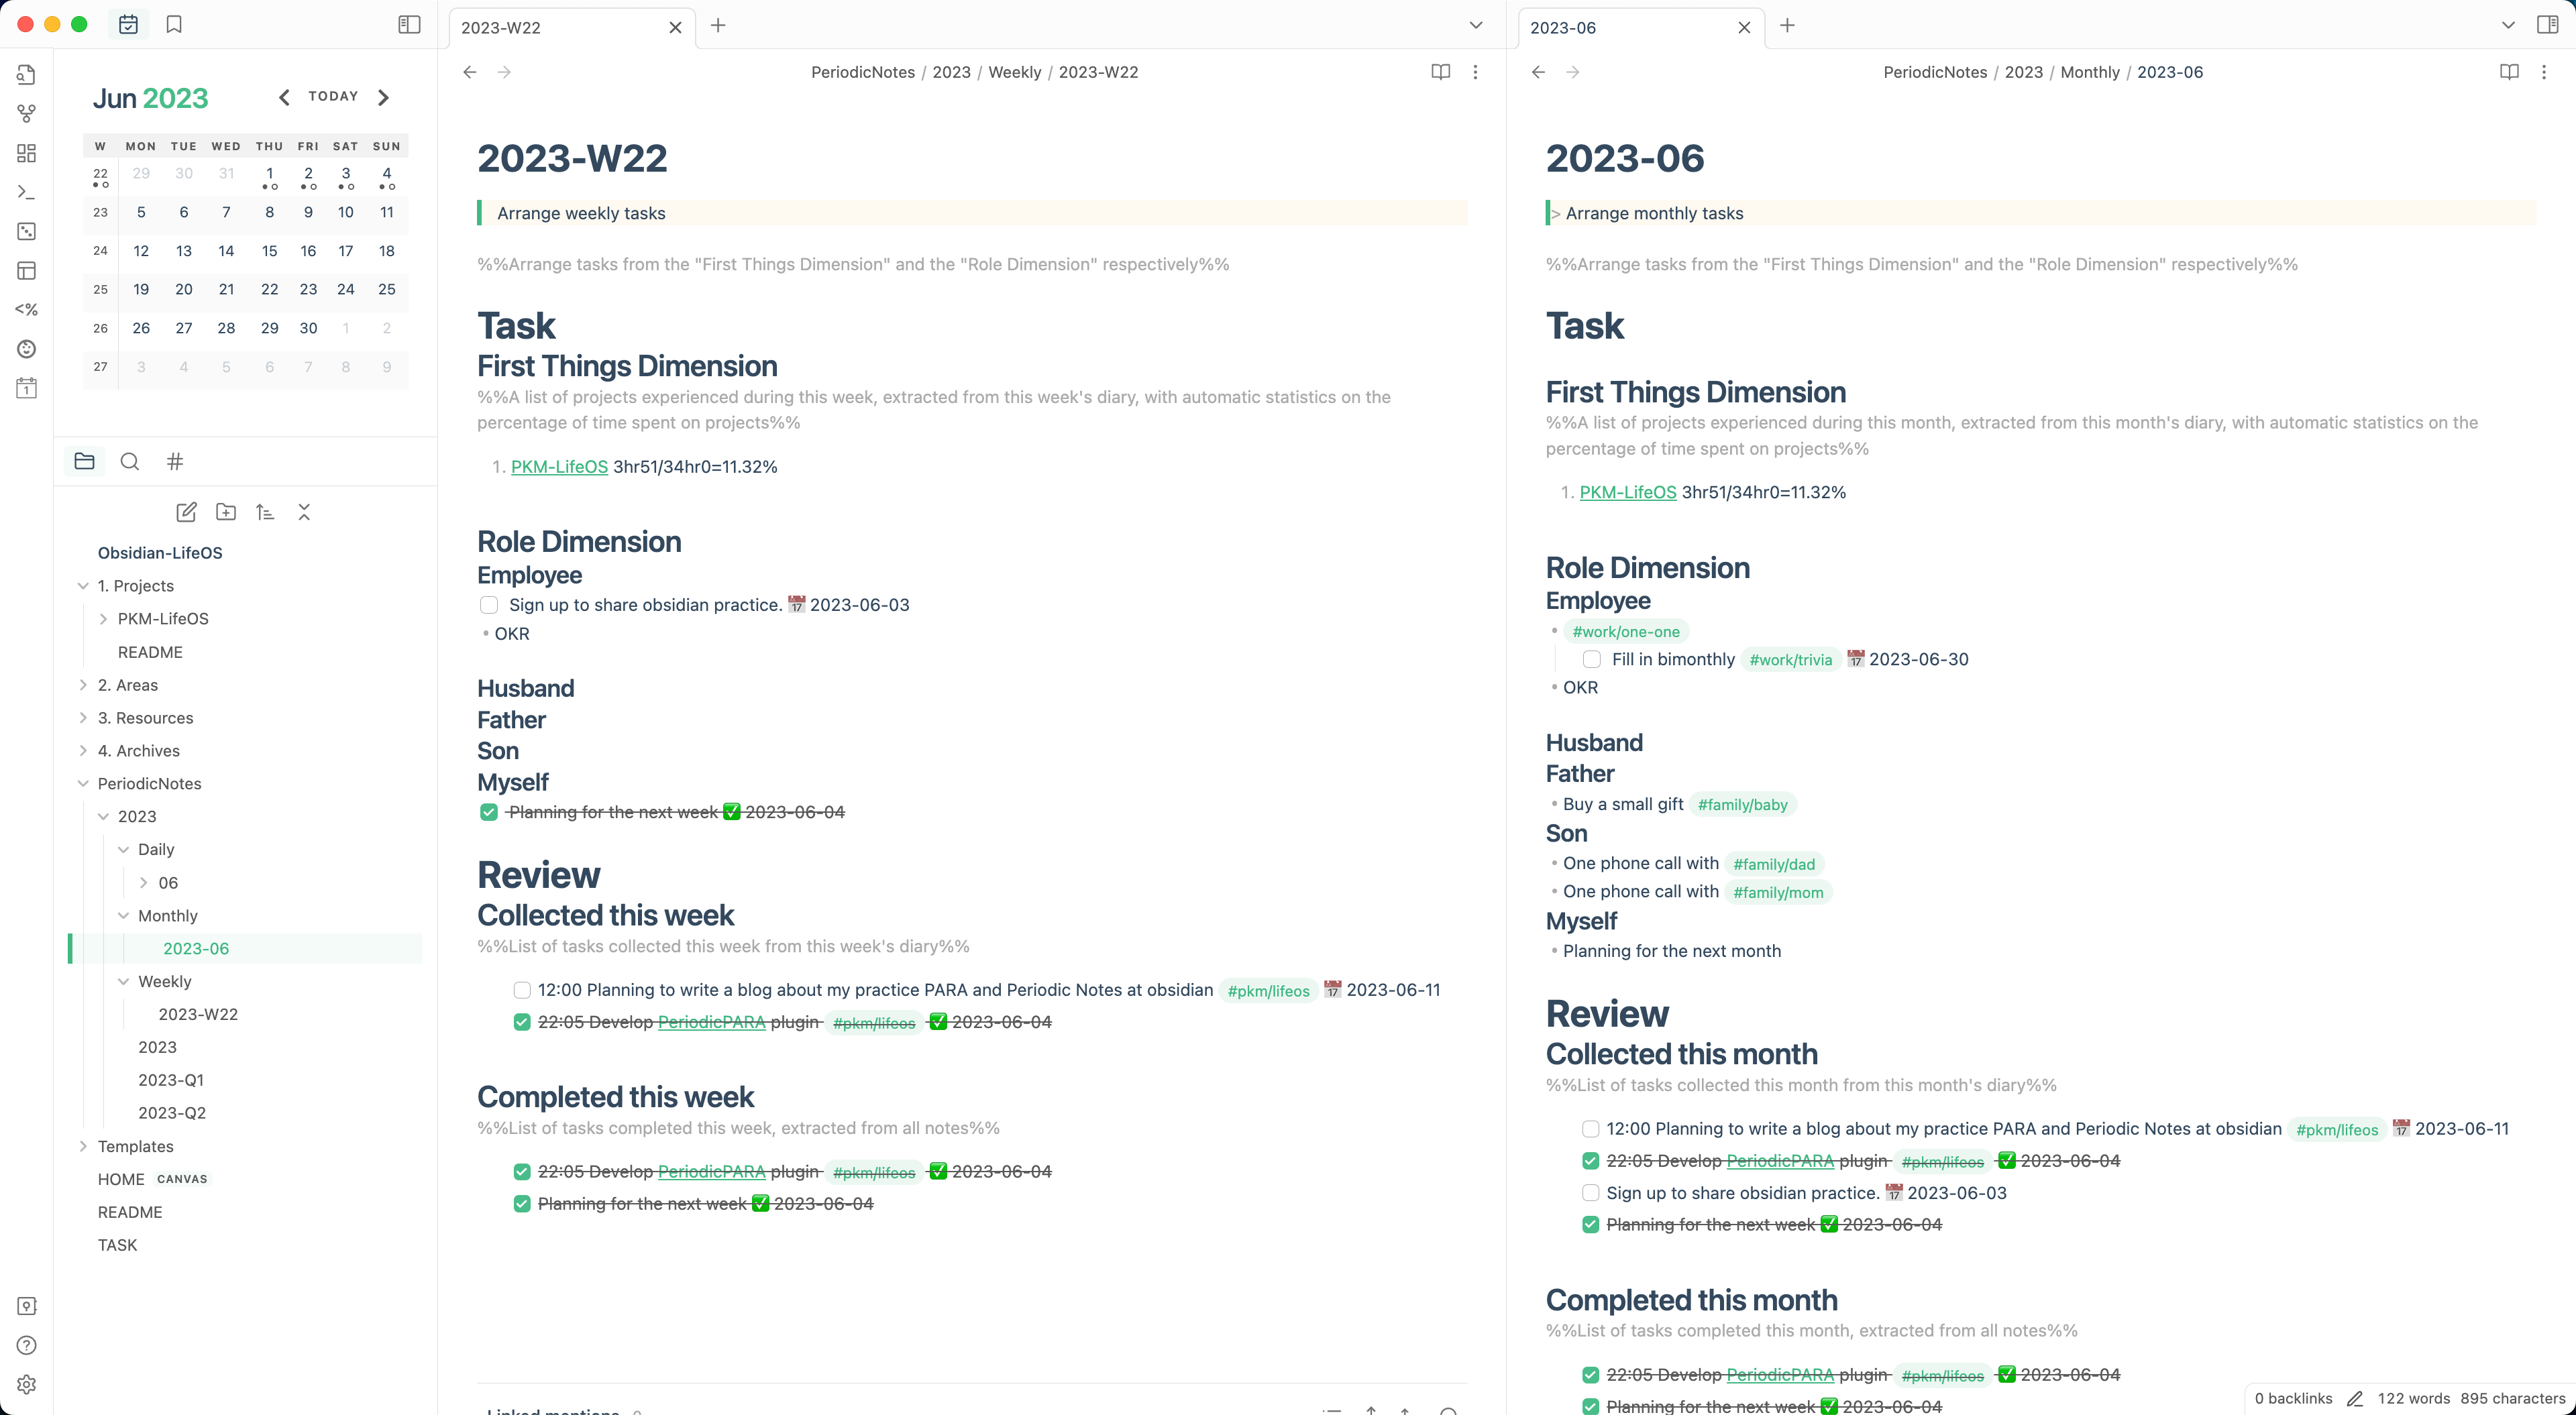 Jun 2023
TODAY
W MON TUE WED THU FRI SAT SUN
22 29 30 31 1 2 3 4
23 5 6 7 8 9 10 11
24 12 13 14 15 16 17 18
25 19 20 21 22 23 24 25
26 26 27 28 29 30 1 2
27 3 4 5 6 7 8 9
<%
1
Obsidian-LifeOS
1. Projects
PKM-LifeOS
README
2. Areas
3. Resources
4. Archives
PeriodicNotes
2023
Daily
06
Monthly
2023-06
Weekly
2023-W22
2023
2023-Q1
2023-Q2
Templates
HOME CANVAS
README
TASK
2023-W22
PeriodicNotes / 2023 / Weekly / 2023-W22
2023-W22
Arrange weekly tasks
%%Arrange tasks from the "First Things Dimension" and the "Role Dimension" respectively%%
Task
First Things Dimension
%%A list of projects experienced during this week, extracted from this week's diary, with automatic statistics on the
percentage of time spent on projects%%
1. PKM-LifeOS 3hr51/34hr0=11.32%
Role Dimension
Employee
Sign up to share obsidian practice. 📅 2023-06-03
• OKR
Husband
Father
Son
Myself
Planning for the next week ✅ 2023-06-04
Review
Collected this week
%%List of tasks collected this week from this week's diary%%
12:00 Planning to write a blog about my practice PARA and Periodic Notes at obsidian #pkm/lifeos 📅 2023-06-11
22:05 Develop PeriodicPARA plugin #pkm/lifeos ✅ 2023-06-04
Completed this week
%%List of tasks completed this week, extracted from all notes%%
22:05 Develop PeriodicPARA plugin #pkm/lifeos ✅ 2023-06-04
Planning for the next week ✅ 2023-06-04
Linked mentions
2023-06
PeriodicNotes / 2023 / Monthly / 2023-06
2023-06
> Arrange monthly tasks
%%Arrange tasks from the "First Things Dimension" and the "Role Dimension" respectively%%
Task
First Things Dimension
%%A list of projects experienced during this month, extracted from this month's diary, with automatic statistics on the
percentage of time spent on projects%%
1. PKM-LifeOS 3hr51/34hr0=11.32%
Role Dimension
Employee
• #work/one-one
Fill in bimonthly #work/trivia 📅 2023-06-30
• OKR
Husband
Father
• Buy a small gift #family/baby
Son
• One phone call with #family/dad
• One phone call with #family/mom
Myself
• Planning for the next month
Review
Collected this month
%%List of tasks collected this month from this month's diary%%
12:00 Planning to write a blog about my practice PARA and Periodic Notes at obsidian #pkm/lifeos 📅 2023-06-11
22:05 Develop PeriodicPARA plugin #pkm/lifeos ✅ 2023-06-04
Sign up to share obsidian practice. 📅 2023-06-03
Planning for the next week ✅ 2023-06-04
Completed this month
%%List of tasks completed this month, extracted from all notes%%
22:05 Develop PeriodicPARA plugin #pkm/lifeos ✅ 2023-06-04
Planning for the next week ✅ 2023-06-04
0 backlinks 122 words 895 characters